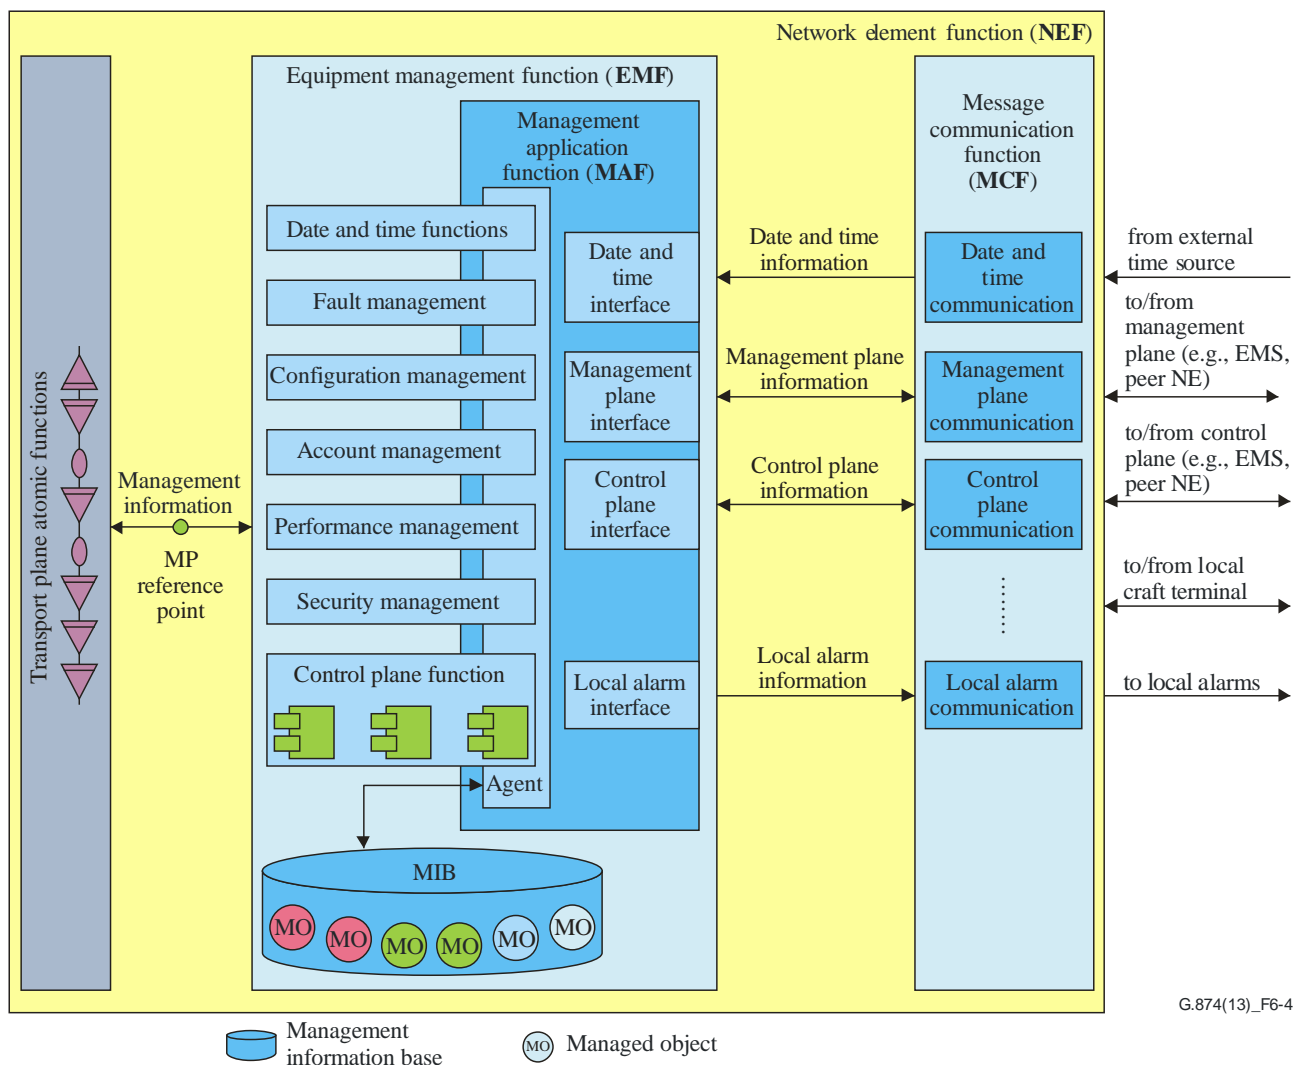 Network element function (NEF)
Equipment management function (EMF)
Management
application
function (MAF)
Message
communication
function
(MCF)
Transport plane atomic functions
Management
information
MP
reference
point
Date and time functions
Fault management
Configuration management
Account management
Performance management
Security management
Control plane function
Agent
Date and
time
interface
Management
plane
interface
Control
plane
interface
Local alarm
interface
Date and time
information
Management plane
information
Control plane
information
Local alarm
information
Date and
time
communication
Management
plane
communication
Control
plane
communication
Local alarm
communication
from external
time source
to/from
management
plane (e.g., EMS,
peer NE)
to/from control
plane (e.g., EMS,
peer NE)
to/from local
craft terminal
to local alarms
MIB
MO MO MO MO MO MO
G.874(13)_F6-4
Management
information base
MO Managed object